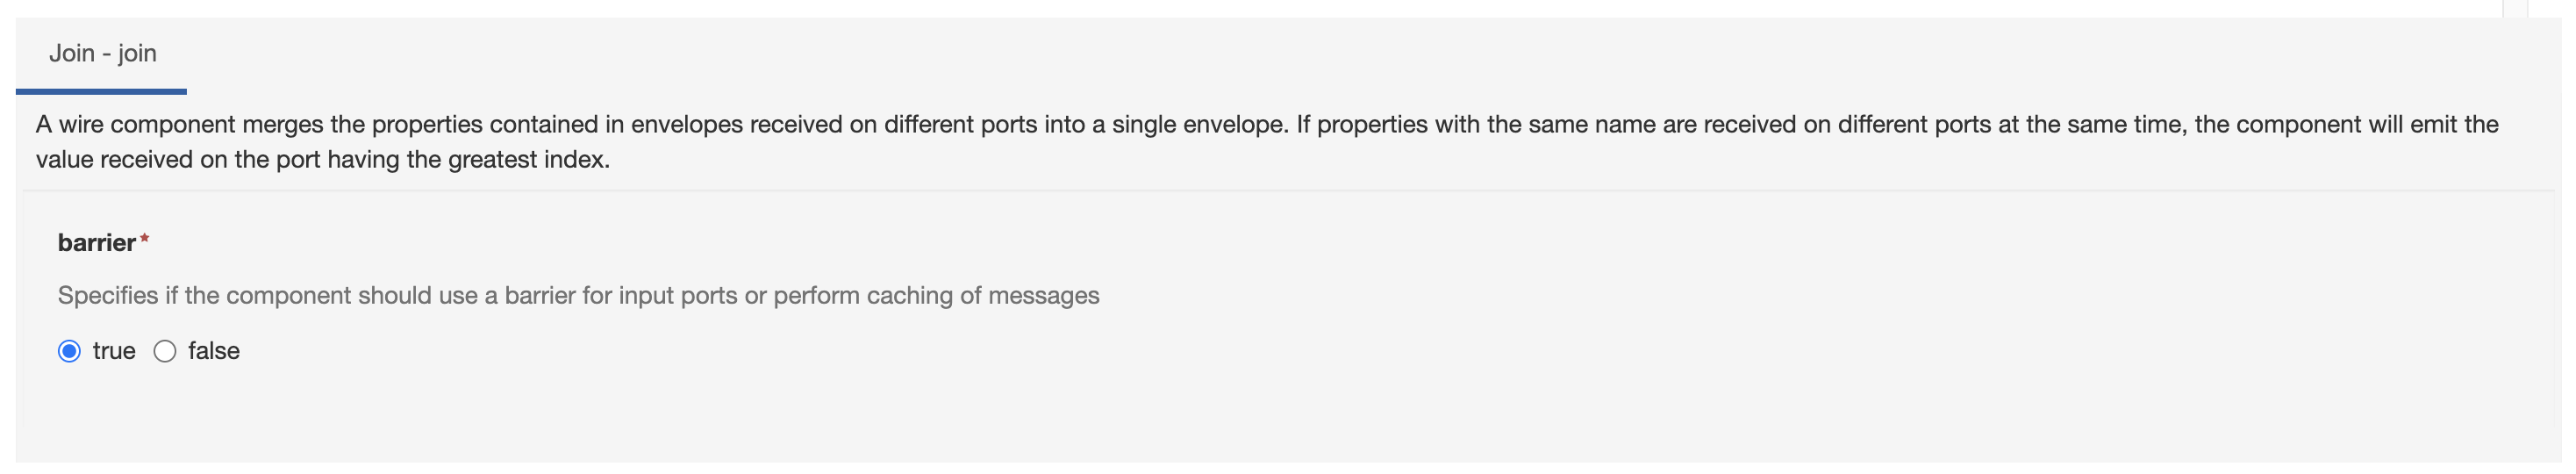 Join - join
A wire component merges the properties contained in envelopes received on different ports into a single envelope. If properties with the same name are received on different ports at the same time, the component will emit the
value received on the port having the greatest index.
barrier*
Specifies if the component should use a barrier for input ports or perform caching of messages
true false